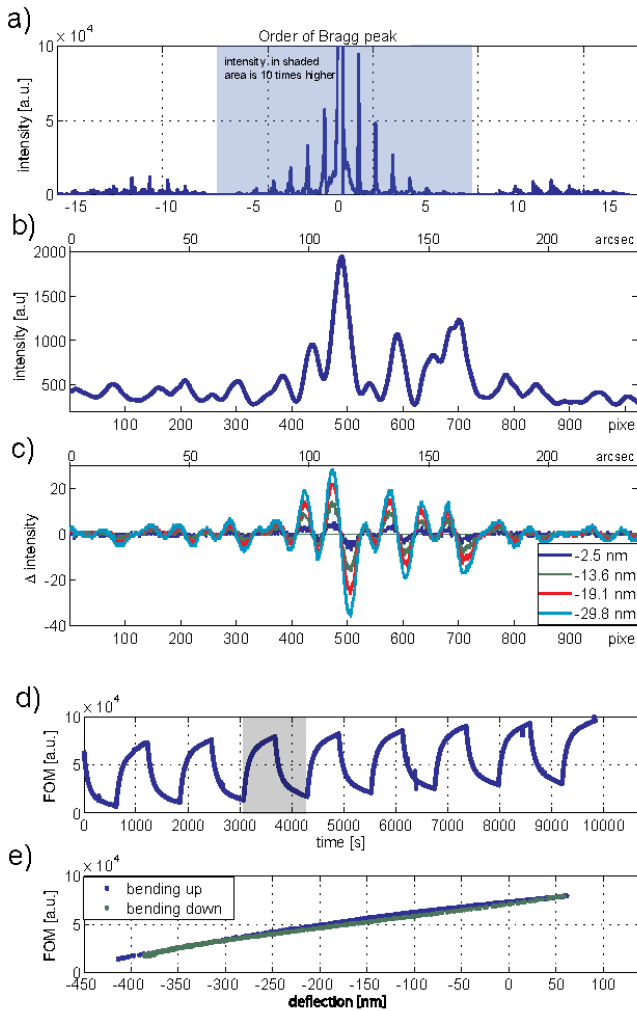 a)
× 10⁴
Order of Bragg peak
10
5
0
intensity [a.u.]
intensity in shaded
area is 10 times higher
-15 -10 -5 0 5 10 15
b)
0 50 100 150 200 arcsec
2000
1500
1000
500
intensity [a.u]
100 200 300 400 500 600 700 800 900 pixe
c)
0 50 100 150 200 arcsec
20
0
-20
-40
Δ intensity
-2.5 nm
-13.6 nm
-19.1 nm
-29.8 nm
100 200 300 400 500 600 700 800 900 pixe
d)
× 10⁴
10
5
0
FOM [a.u.]
0 1000 2000 3000 4000 5000 6000 7000 8000 9000 10000
time [s]
e)
× 10⁴
10
5
0
FOM [a.u.]
bending up
bending down
-450 -400 -350 -300 -250 -200 -150 -100 -50 0 50 100
deflection [nm]